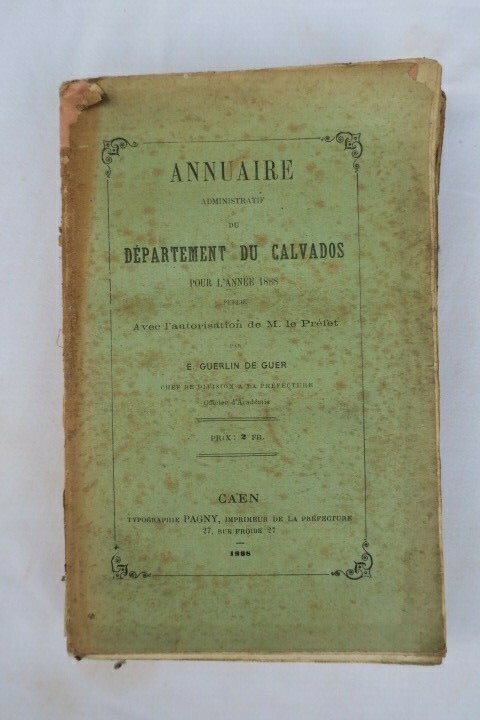 ANNUAIRE
ADMINISTRATIF
DU
DÉPARTEMENT DU CALVADOS
POUR L'ANNÉE 1888
PUBLIÉ
Avec l'autorisation de M. le Préfet
PAR
E. GUERLIN DE GUER
CHEF DE DIVISION A LA PRÉFECTURE
Officier d'Académie
PRIX : 2 FR.
CAEN
TYPOGRAPHIE PAGNY, IMPRIMEUR DE LA PRÉFECTURE
27, RUE FROIDE 27
1888